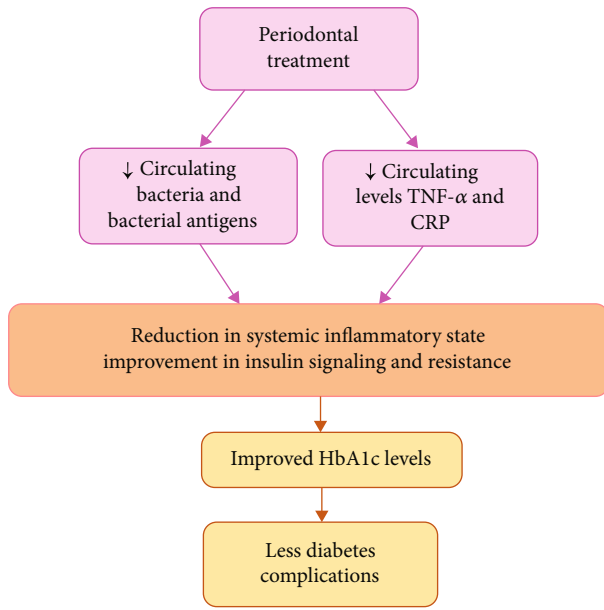 Periodontal
treatment
↓ Circulating
bacteria and
bacterial antigens
↓ Circulating
levels TNF-α and
CRP
Reduction in systemic inflammatory state
improvement in insulin signaling and resistance
Improved HbA1c levels
Less diabetes
complications